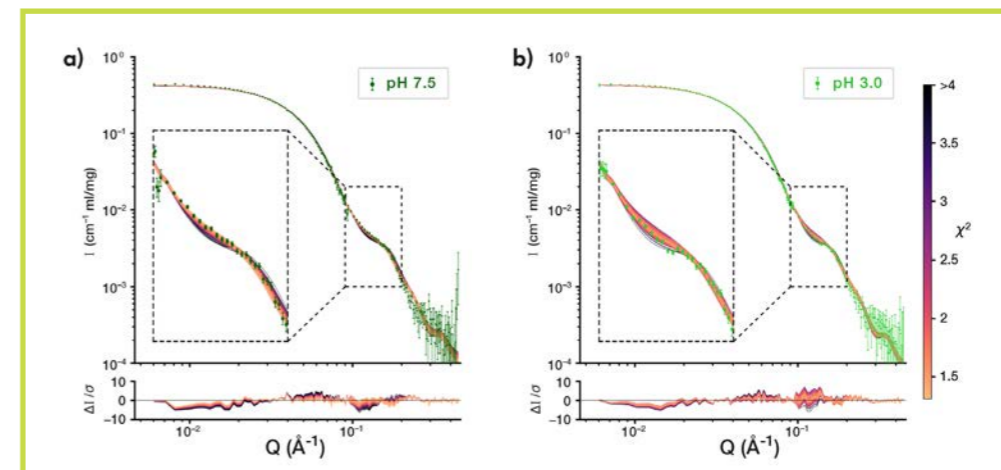 a)
10⁰
10⁻¹
10⁻²
10⁻³
10⁻⁴
I (cm⁻¹ ml/mg)
pH 7.5
10
0
−10
ΔI/σ
10⁻²
10⁻¹
Q (Å⁻¹)
b)
10⁰
10⁻¹
10⁻²
10⁻³
10⁻⁴
I (cm⁻¹ ml/mg)
pH 3.0
10
0
−10
ΔI/σ
10⁻²
10⁻¹
Q (Å⁻¹)
>4
3.5
3
2.5
2
1.5
χ²